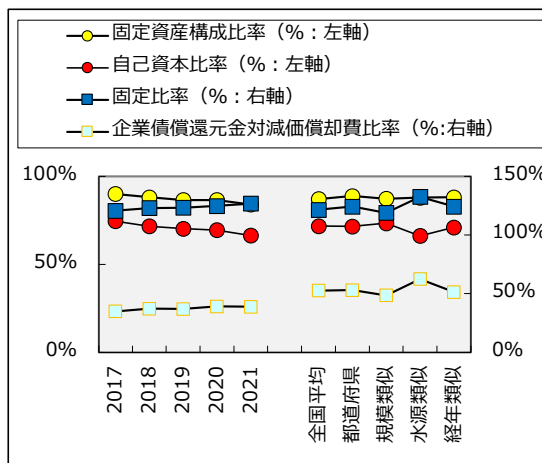 固定資産構成比率（%：左軸）
自己資本比率（%：左軸）
固定比率（%：右軸）
企業債償還元金対減価償却費比率（%:右軸）
100%
50%
0%
150%
100%
50%
0%
2017
2018
2019
2020
2021
全国平均
都道府県
規模類似
水源類似
経年類似